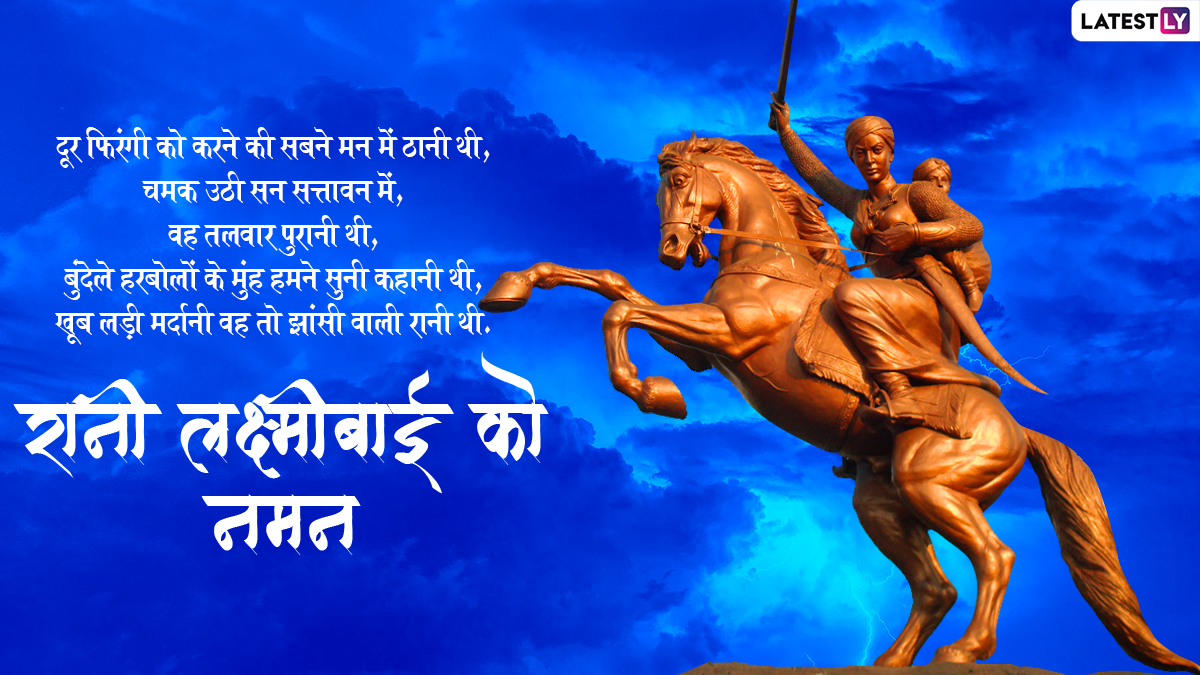 LATESTLY
दूर फिरंगी को करने की सबने मन में ठानी थी,
चमक उठी सन सत्तावन में,
वह तलवार पुरानी थी,
बुंदेले हरबोलों के मुंह हमने सुनी कहानी थी,
खूब लड़ी मर्दानी वह तो झांसी वाली रानी थी.
रानी लक्ष्मीबाई को
नमन